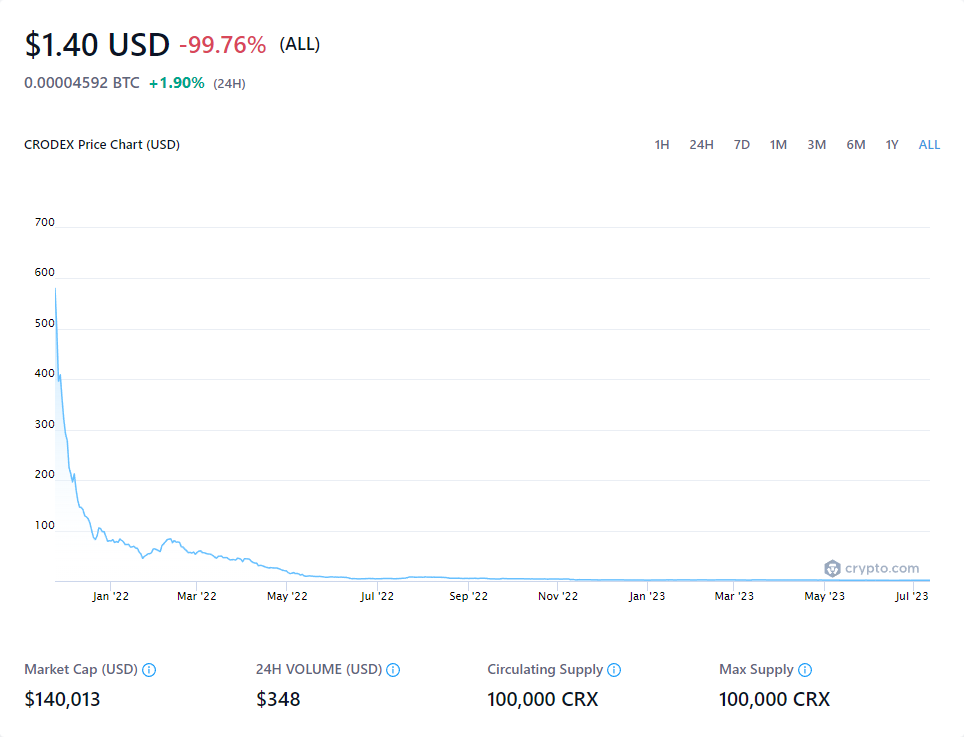 $1.40 USD -99.76% (ALL)
0.00004592 BTC +1.90% (24H)
CRODEX Price Chart (USD) 1H 24H 7D 1M 3M 6M 1Y ALL
700
600
500
400
300
200
100
crypto.com
Jan '22 Mar '22 May '22 Jul '22 Sep '22 Nov '22 Jan '23 Mar '23 May '23 Jul '23
Market Cap (USD) 24H VOLUME (USD) Circulating Supply Max Supply
$140,013 $348 100,000 CRX 100,000 CRX